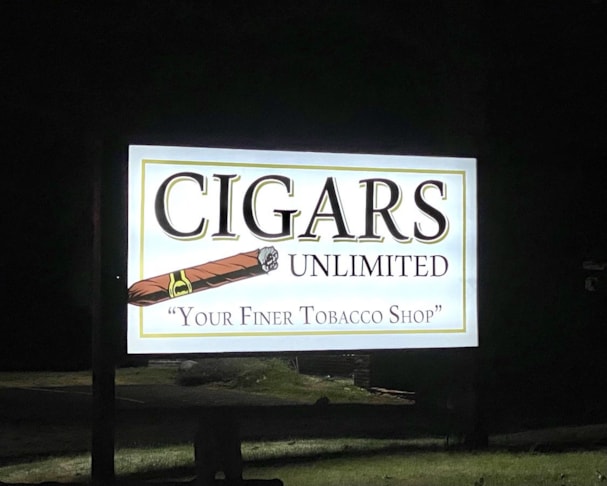 CIGARS
UNLIMITED
“YOUR FINER TOBACCO SHOP”